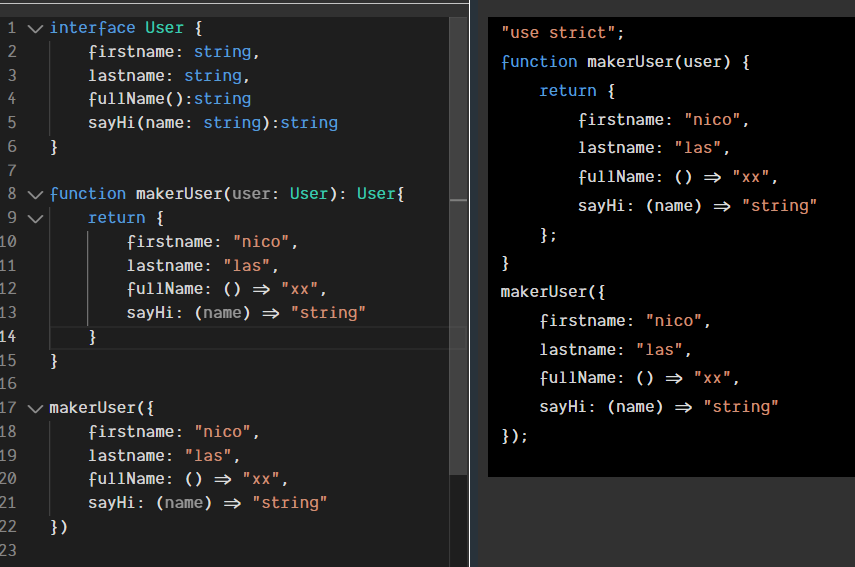 1 interface User {
2 firstname: string,
3 lastname: string,
4 fullName():string
5 sayHi(name: string):string
6 }
7
8 function makerUser(user: User): User{
9 return {
10 firstname: "nico",
11 lastname: "las",
12 fullName: () => "xx",
13 sayHi: (name) => "string"
14 }
15 }
16
17 makerUser({
18 firstname: "nico",
19 lastname: "las",
20 fullName: () => "xx",
21 sayHi: (name) => "string"
22 })
23
"use strict";
function makerUser(user) {
return {
firstname: "nico",
lastname: "las",
fullName: () => "xx",
sayHi: (name) => "string"
};
}
makerUser({
firstname: "nico",
lastname: "las",
fullName: () => "xx",
sayHi: (name) => "string"
});